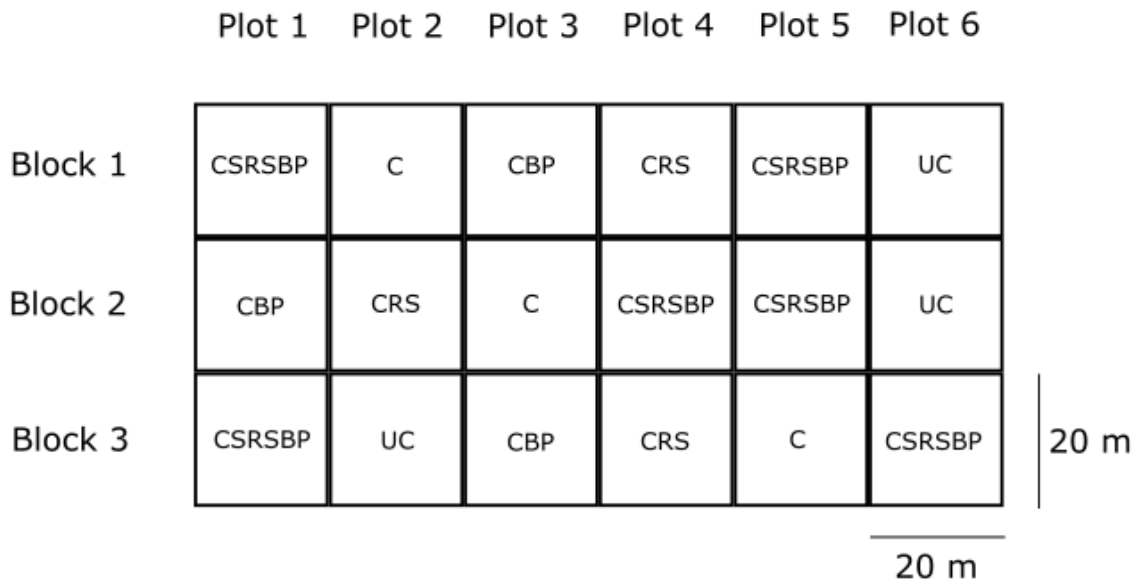 Plot 1 Plot 2 Plot 3 Plot 4 Plot 5 Plot 6
Block 1 CSRSBP C CBP CRS CSRSBP UC
Block 2 CBP CRS C CSRSBP CSRSBP UC
Block 3 CSRSBP UC CBP CRS C CSRSBP 20 m
20 m